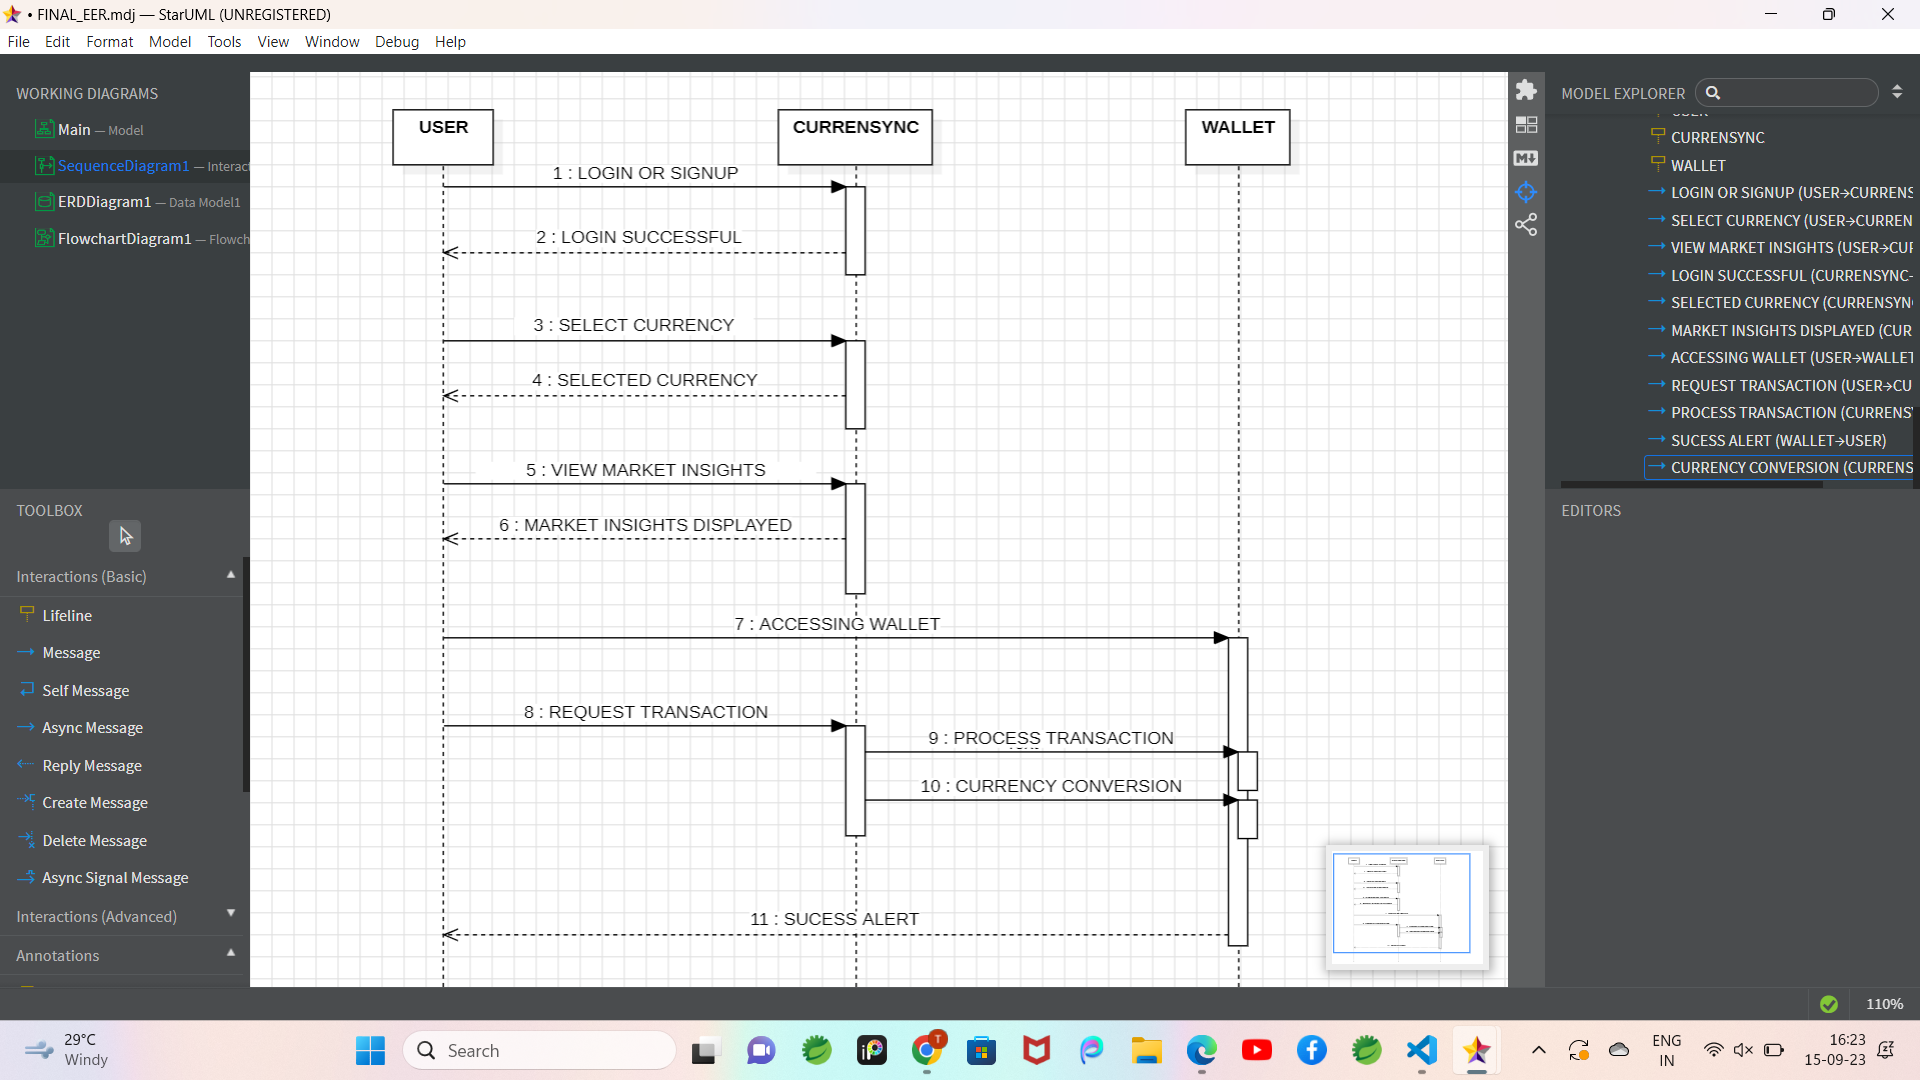 • FINAL_EER.mdj — StarUML (UNREGISTERED)
File Edit Format Model Tools View Window Debug Help
WORKING DIAGRAMS
Main — Model
SequenceDiagram1 — Interact
ERDDiagram1 — Data Model1
FlowchartDiagram1 — Flowch
TOOLBOX
Interactions (Basic)
Lifeline
Message
Self Message
Async Message
Reply Message
Create Message
Delete Message
Async Signal Message
Interactions (Advanced)
Annotations
USER
CURRENSYNC
WALLET
1 : LOGIN OR SIGNUP
2 : LOGIN SUCCESSFUL
3 : SELECT CURRENCY
4 : SELECTED CURRENCY
5 : VIEW MARKET INSIGHTS
6 : MARKET INSIGHTS DISPLAYED
7 : ACCESSING WALLET
8 : REQUEST TRANSACTION
9 : PROCESS TRANSACTION
10 : CURRENCY CONVERSION
11 : SUCESS ALERT
MODEL EXPLORER
CURRENSYNC
WALLET
LOGIN OR SIGNUP (USER→CURRENS
SELECT CURRENCY (USER→CURREN
VIEW MARKET INSIGHTS (USER→CUF
LOGIN SUCCESSFUL (CURRENSYNC-
SELECTED CURRENCY (CURRENSYN
MARKET INSIGHTS DISPLAYED (CUR
ACCESSING WALLET (USER→WALLET
REQUEST TRANSACTION (USER→CU
PROCESS TRANSACTION (CURRENSY
SUCESS ALERT (WALLET→USER)
CURRENCY CONVERSION (CURRENS
EDITORS
110%
29°C
Windy
Search
ENG
IN
16:23
15-09-23